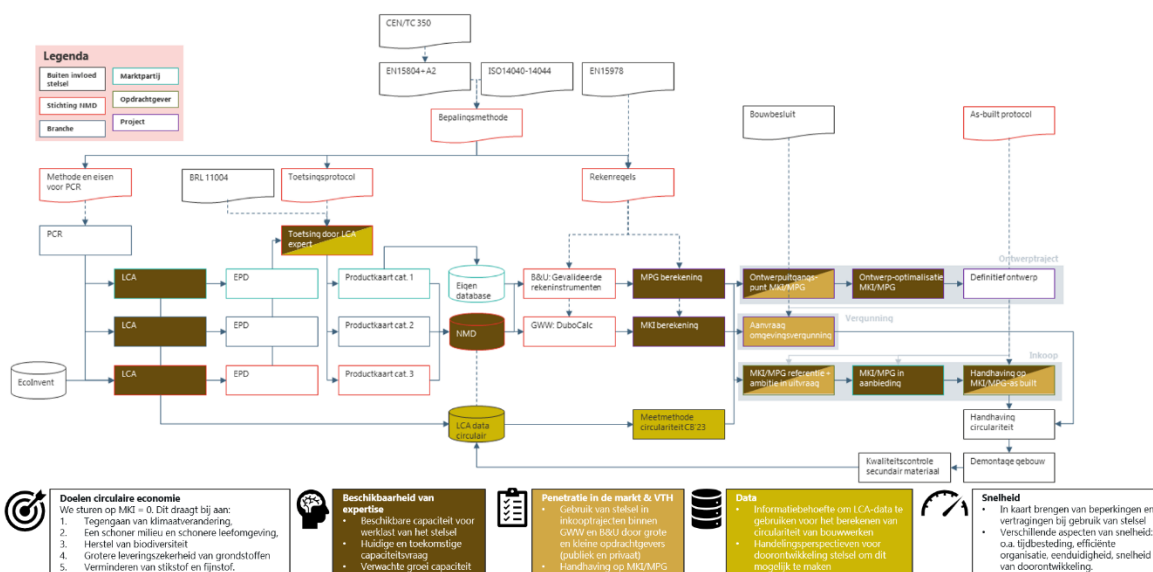 CEN/TC 350
Legenda
Buiten invloed
stelsel
Marktpartij
Stichting NMD
Opdrachtgever
Branche
Project
EN15804+A2
ISO14040-14044
EN15978
Bepalingsmethode
Bouwbesluit
As-built protocol
Methode en eisen
voor PCR
BRL 11004
Toetsingsprotocol
Rekenregels
PCR
Toetsing door LCA
expert
Ontwerptraject
LCA
EPD
Productkaart cat. 1
Eigen
database
B&U: Gevalideerde
rekeninstrumenten
MPG berekening
Ontwerpuitgangs-
punt MKI/MPG
Ontwerp-optimalisatie
MKI/MPG
Definitief ontwerp
Vergunning
LCA
EPD
Productkaart cat. 2
NMD
GWW: DuboCalc
MKI berekening
Aanvraag
omgevingsvergunning
Inkoop
EcoInvent
LCA
EPD
Productkaart cat. 3
MKI/MPG referentie +
ambitie in uitvraag
MKI/MPG in
aanbieding
Handhaving op
MKI/MPG-as built
LCA data
circulair
Meetmethode
circulariteit CB'23
Handhaving
circulariteit
Kwaliteitscontrole
secundair materiaal
Demontage gebouw
Doelen circulaire economie
We sturen op MKI = 0. Dit draagt bij aan:
1. Tegengaan van klimaatverandering,
2. Een schoner milieu en schonere leefomgeving,
3. Herstel van biodiversiteit
4. Grotere leveringszekerheid van grondstoffen
5. Verminderen van stikstof en fijnstof.
Beschikbaarheid van
expertise
• Beschikbare capaciteit voor
werklast van het stelsel
• Huidige en toekomstige
capaciteitsvraag
• Verwachte groei capaciteit
Penetratie in de markt & VTH
• Gebruik van stelsel in
inkooptrajecten binnen
GWW en B&U door grote
en kleine opdrachtgevers
(publiek en privaat)
• Handhaving op MKI/MPG
Data
• Informatiebehoefte om LCA-data te
gebruiken voor het berekenen van
circulariteit van bouwwerken
• Handelingsperspectieven voor
doorontwikkeling stelsel om dit
mogelijk te maken
Snelheid
• In kaart brengen van beperkingen en
vertragingen bij gebruik van stelsel
• Verschillende aspecten van snelheid:
o.a. tijdbesteding, efficiënte
organisatie, eenduidigheid, snelheid
van doorontwikkeling.